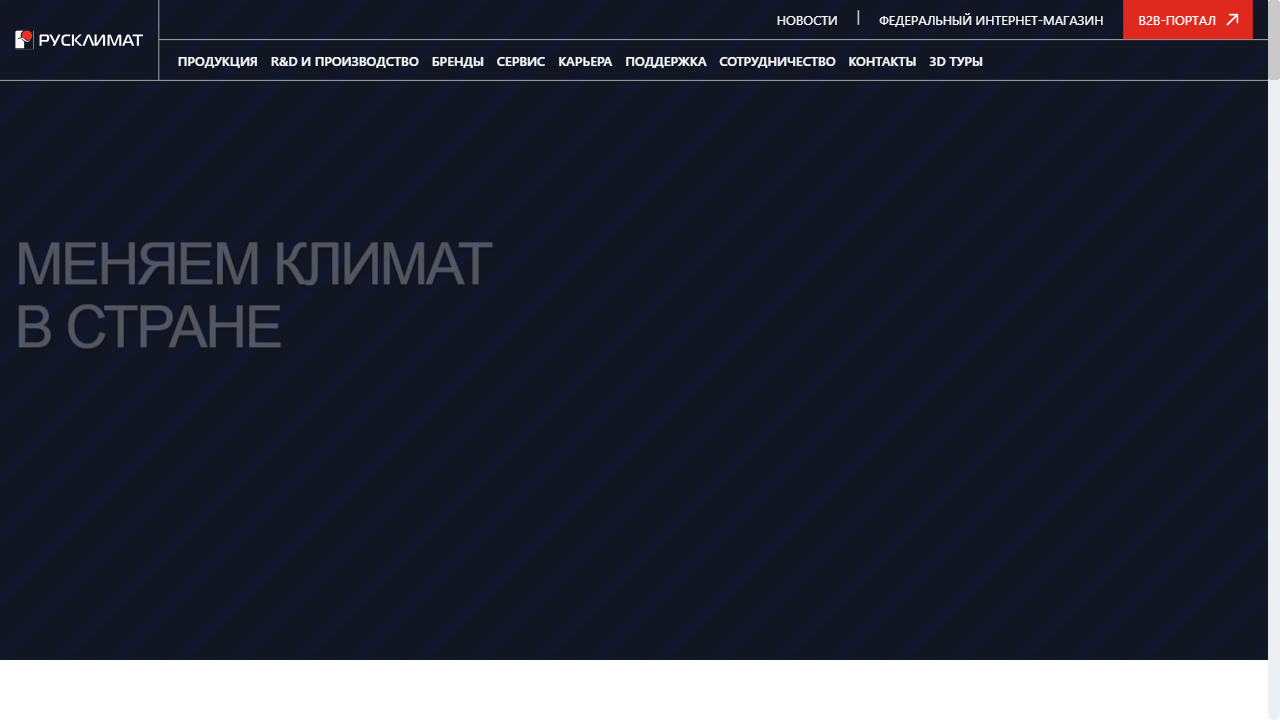 РУСКЛИМАТ
НОВОСТИ | ФЕДЕРАЛЬНЫЙ ИНТЕРНЕТ-МАГАЗИН B2B-ПОРТАЛ
ПРОДУКЦИЯ R&D И ПРОИЗВОДСТВО БРЕНДЫ СЕРВИС КАРЬЕРА ПОДДЕРЖКА СОТРУДНИЧЕСТВО КОНТАКТЫ 3D ТУРЫ
МЕНЯЕМ КЛИМАТ
В СТРАНЕ